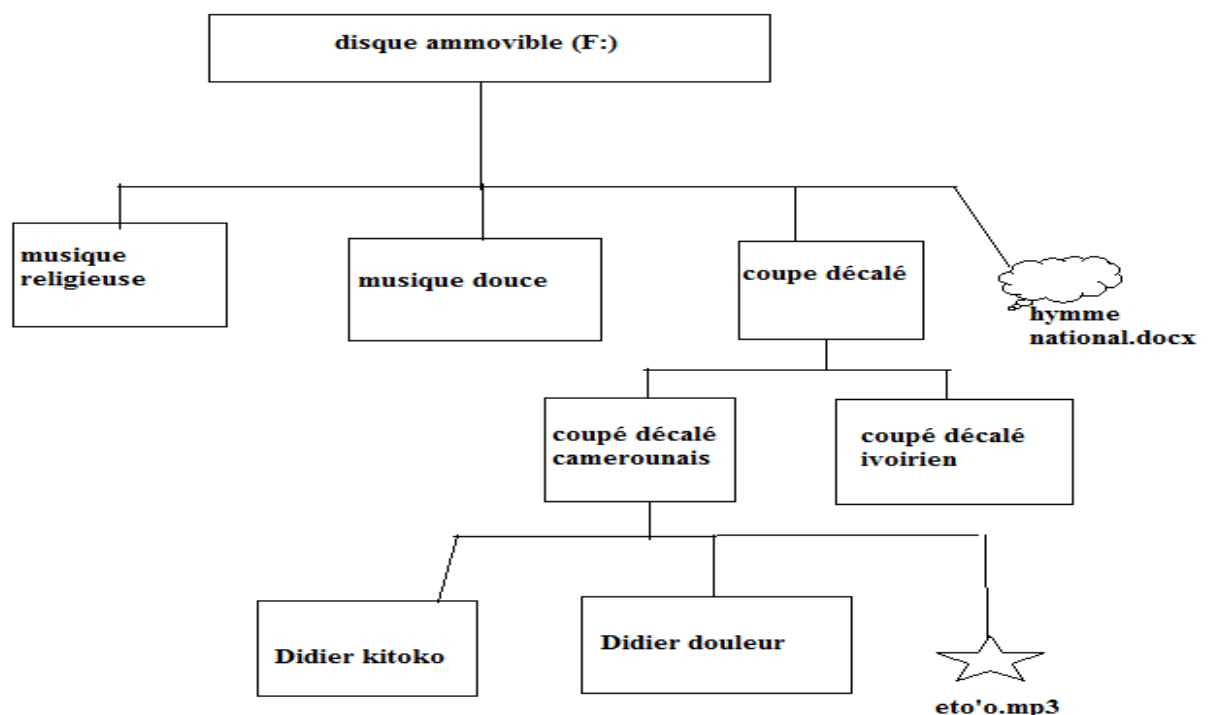 disque ammovible (F:)
musique
religieuse
musique douce
coupe décalé
hymme
national.docx
coupé décalé
camerounais
coupé décalé
ivoirien
Didier kitoko
Didier douleur
eto'o.mp3